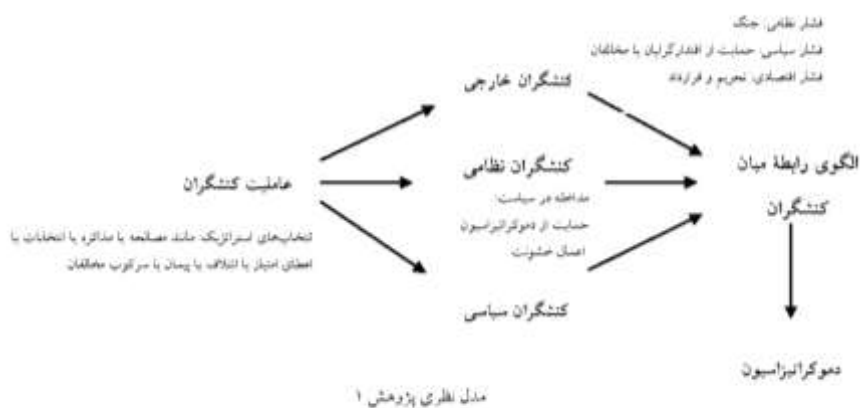 فشار نظامی: جنگ
فشار سیاسی: حمایت از اقتدارگرایان یا مخالفان
فشار اقتصادی: تحریم و قرارداد
کنشگران خارجی
الگوی رابطهٔ میان
کنشگران
کنشگران نظامی
مداخله در سیاست:
حمایت از دموکراتیزاسیون
اعمال خشونت
عاملیت کنشگران
انتخاب‌های استراتژیک: مانند مصالحه یا مذاکره یا انتخابات یا
اعطای امتیاز یا ائتلاف یا پیمان یا سرکوب مخالفان
کنشگران سیاسی
دموکراتیزاسیون
مدل نظری پژوهش ۱